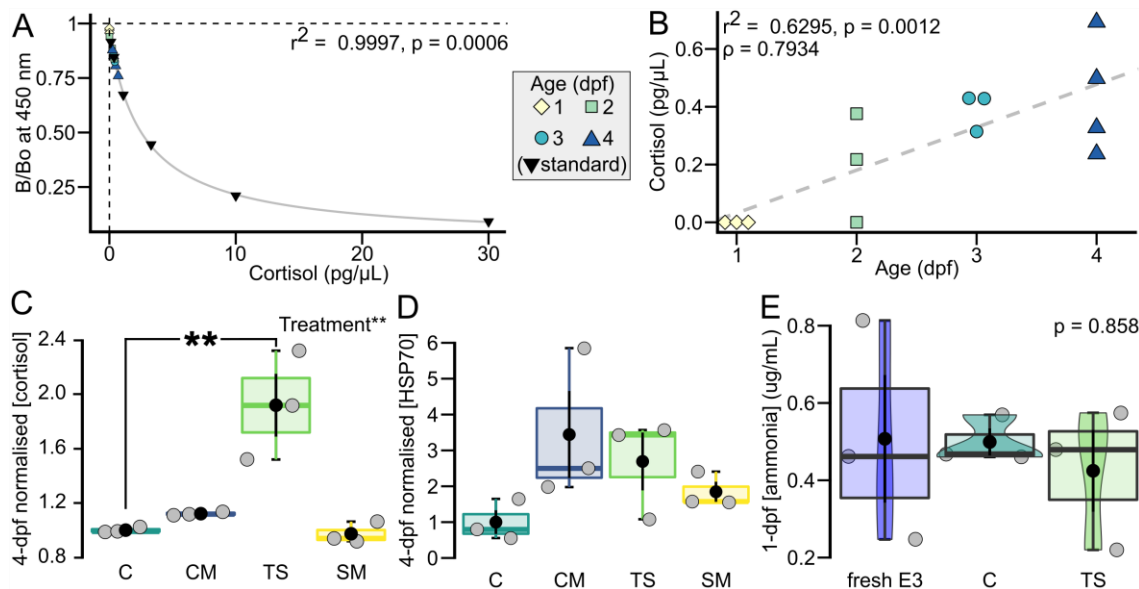 A
r² = 0.9997, p = 0.0006
1
0.75
0.50
0.25
B/Bo at 450 nm
0
10
20
30
Cortisol (pg/µL)
Age (dpf)
1 2
3 4
(▼standard)
B
r² = 0.6295, p = 0.0012
ρ = 0.7934
0.6
0.4
0.2
0.0
Cortisol (pg/µL)
1
2
3
4
Age (dpf)
C
Treatment**
**
2.4
2.0
1.6
1.2
0.8
4-dpf normalised [cortisol]
C
CM
TS
SM
D
6
5
4
3
2
1
0
4-dpf normalised [HSP70]
C
CM
TS
SM
E
p = 0.858
0.8
0.6
0.4
0.2
1-dpf [ammonia] (ug/mL)
fresh E3
C
TS